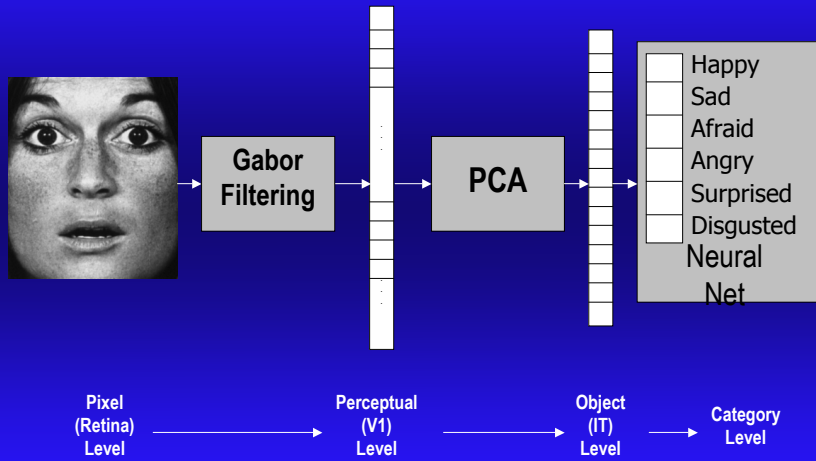 Gabor
Filtering
PCA
Happy
Sad
Afraid
Angry
Surprised
Disgusted
Neural
Net
Pixel
(Retina)
Level
Perceptual
(V1)
Level
Object
(IT)
Level
Category
Level